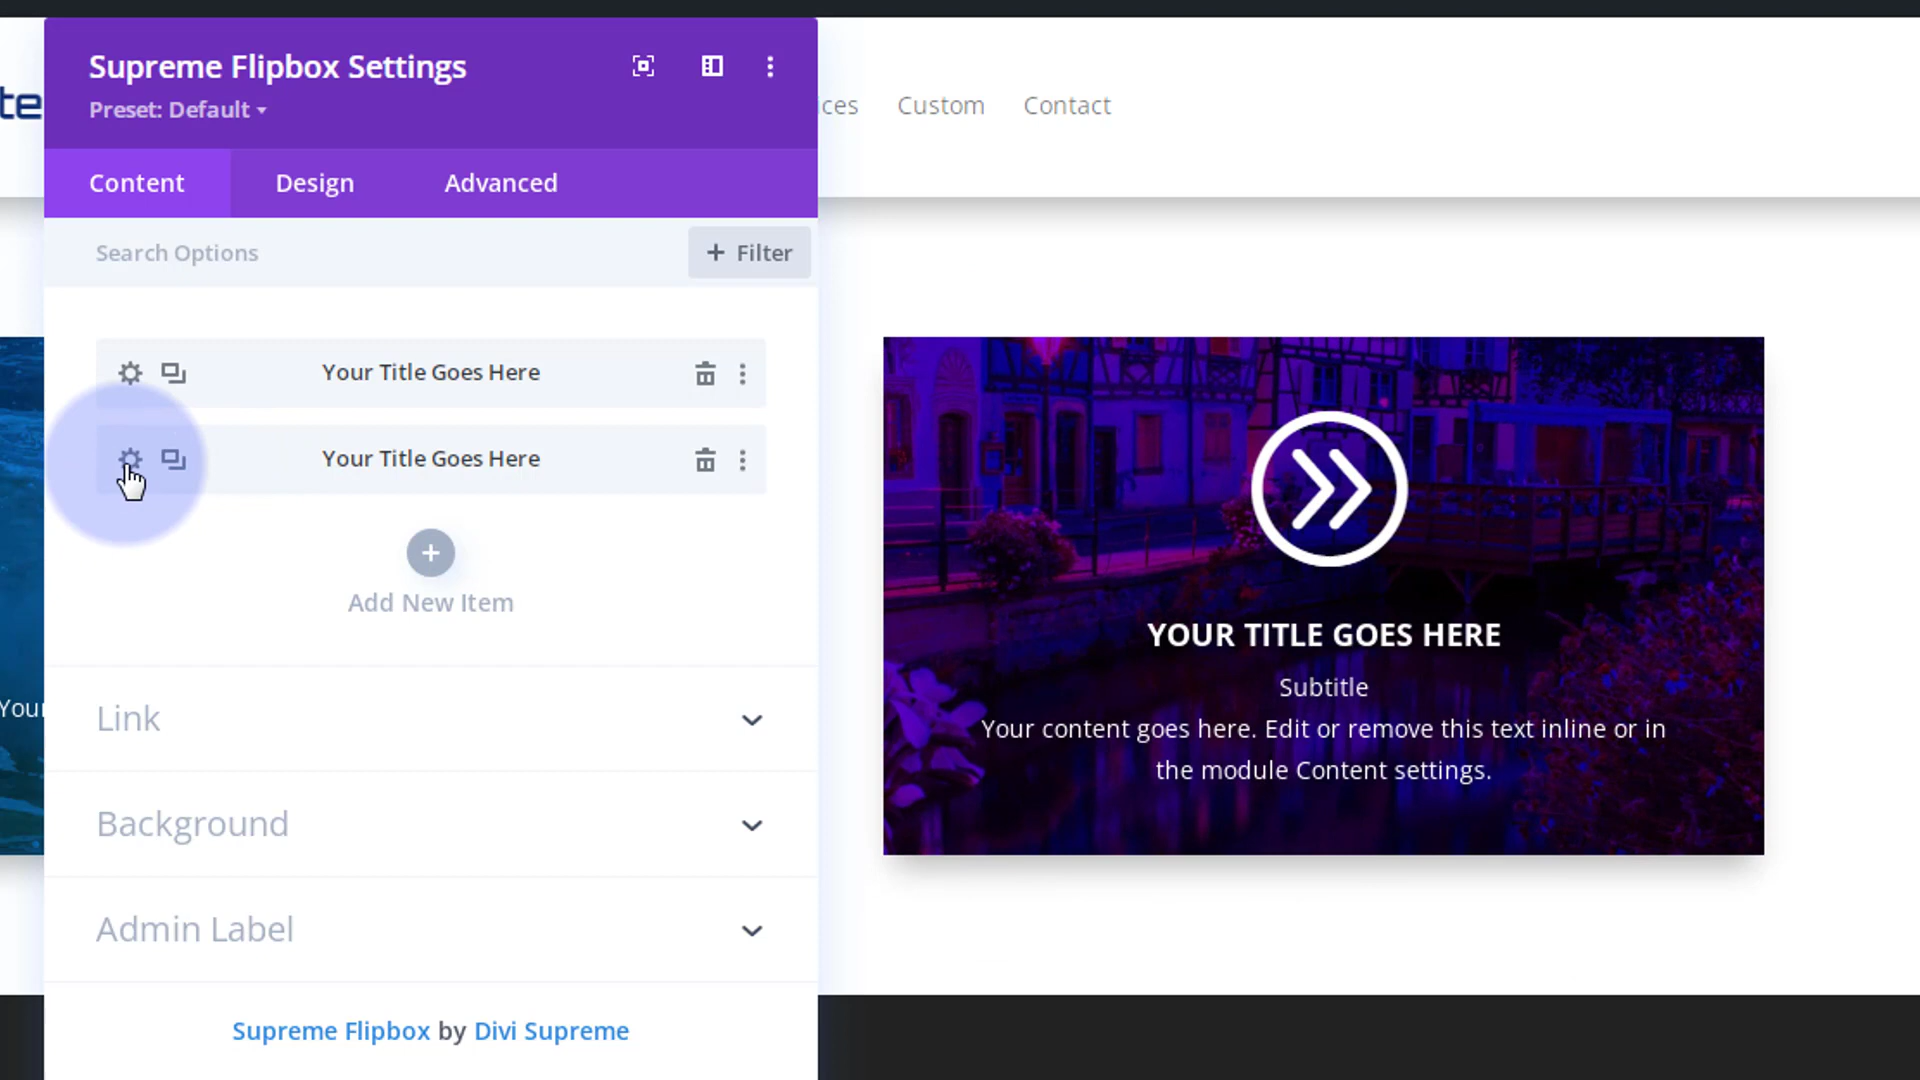 Supreme Flipbox Settings
Preset: Default
te
ces
Custom
Contact
Content
Design
Advanced
Search Options
+ Filter
Your Title Goes Here
Your Title Goes Here
Add New Item
Link
Background
Admin Label
Supreme Flipbox by Divi Supreme
Your
YOUR TITLE GOES HERE
Subtitle
Your content goes here. Edit or remove this text inline or in
the module Content settings.